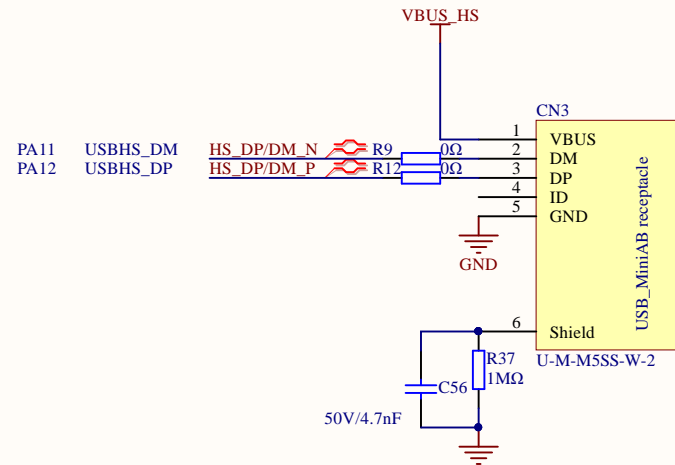 VBUS_HS
CN3
1 VBUS
PA11 USBHS_DM HS_DP/DM_N R9 0Ω 2 DM
PA12 USBHS_DP HS_DP/DM_P R12 0Ω 3 DP
4 ID
5 GND
USB_MiniAB receptacle
GND
6 Shield
U-M-M5SS-W-2
R37
1MΩ
C56
50V/4.7nF